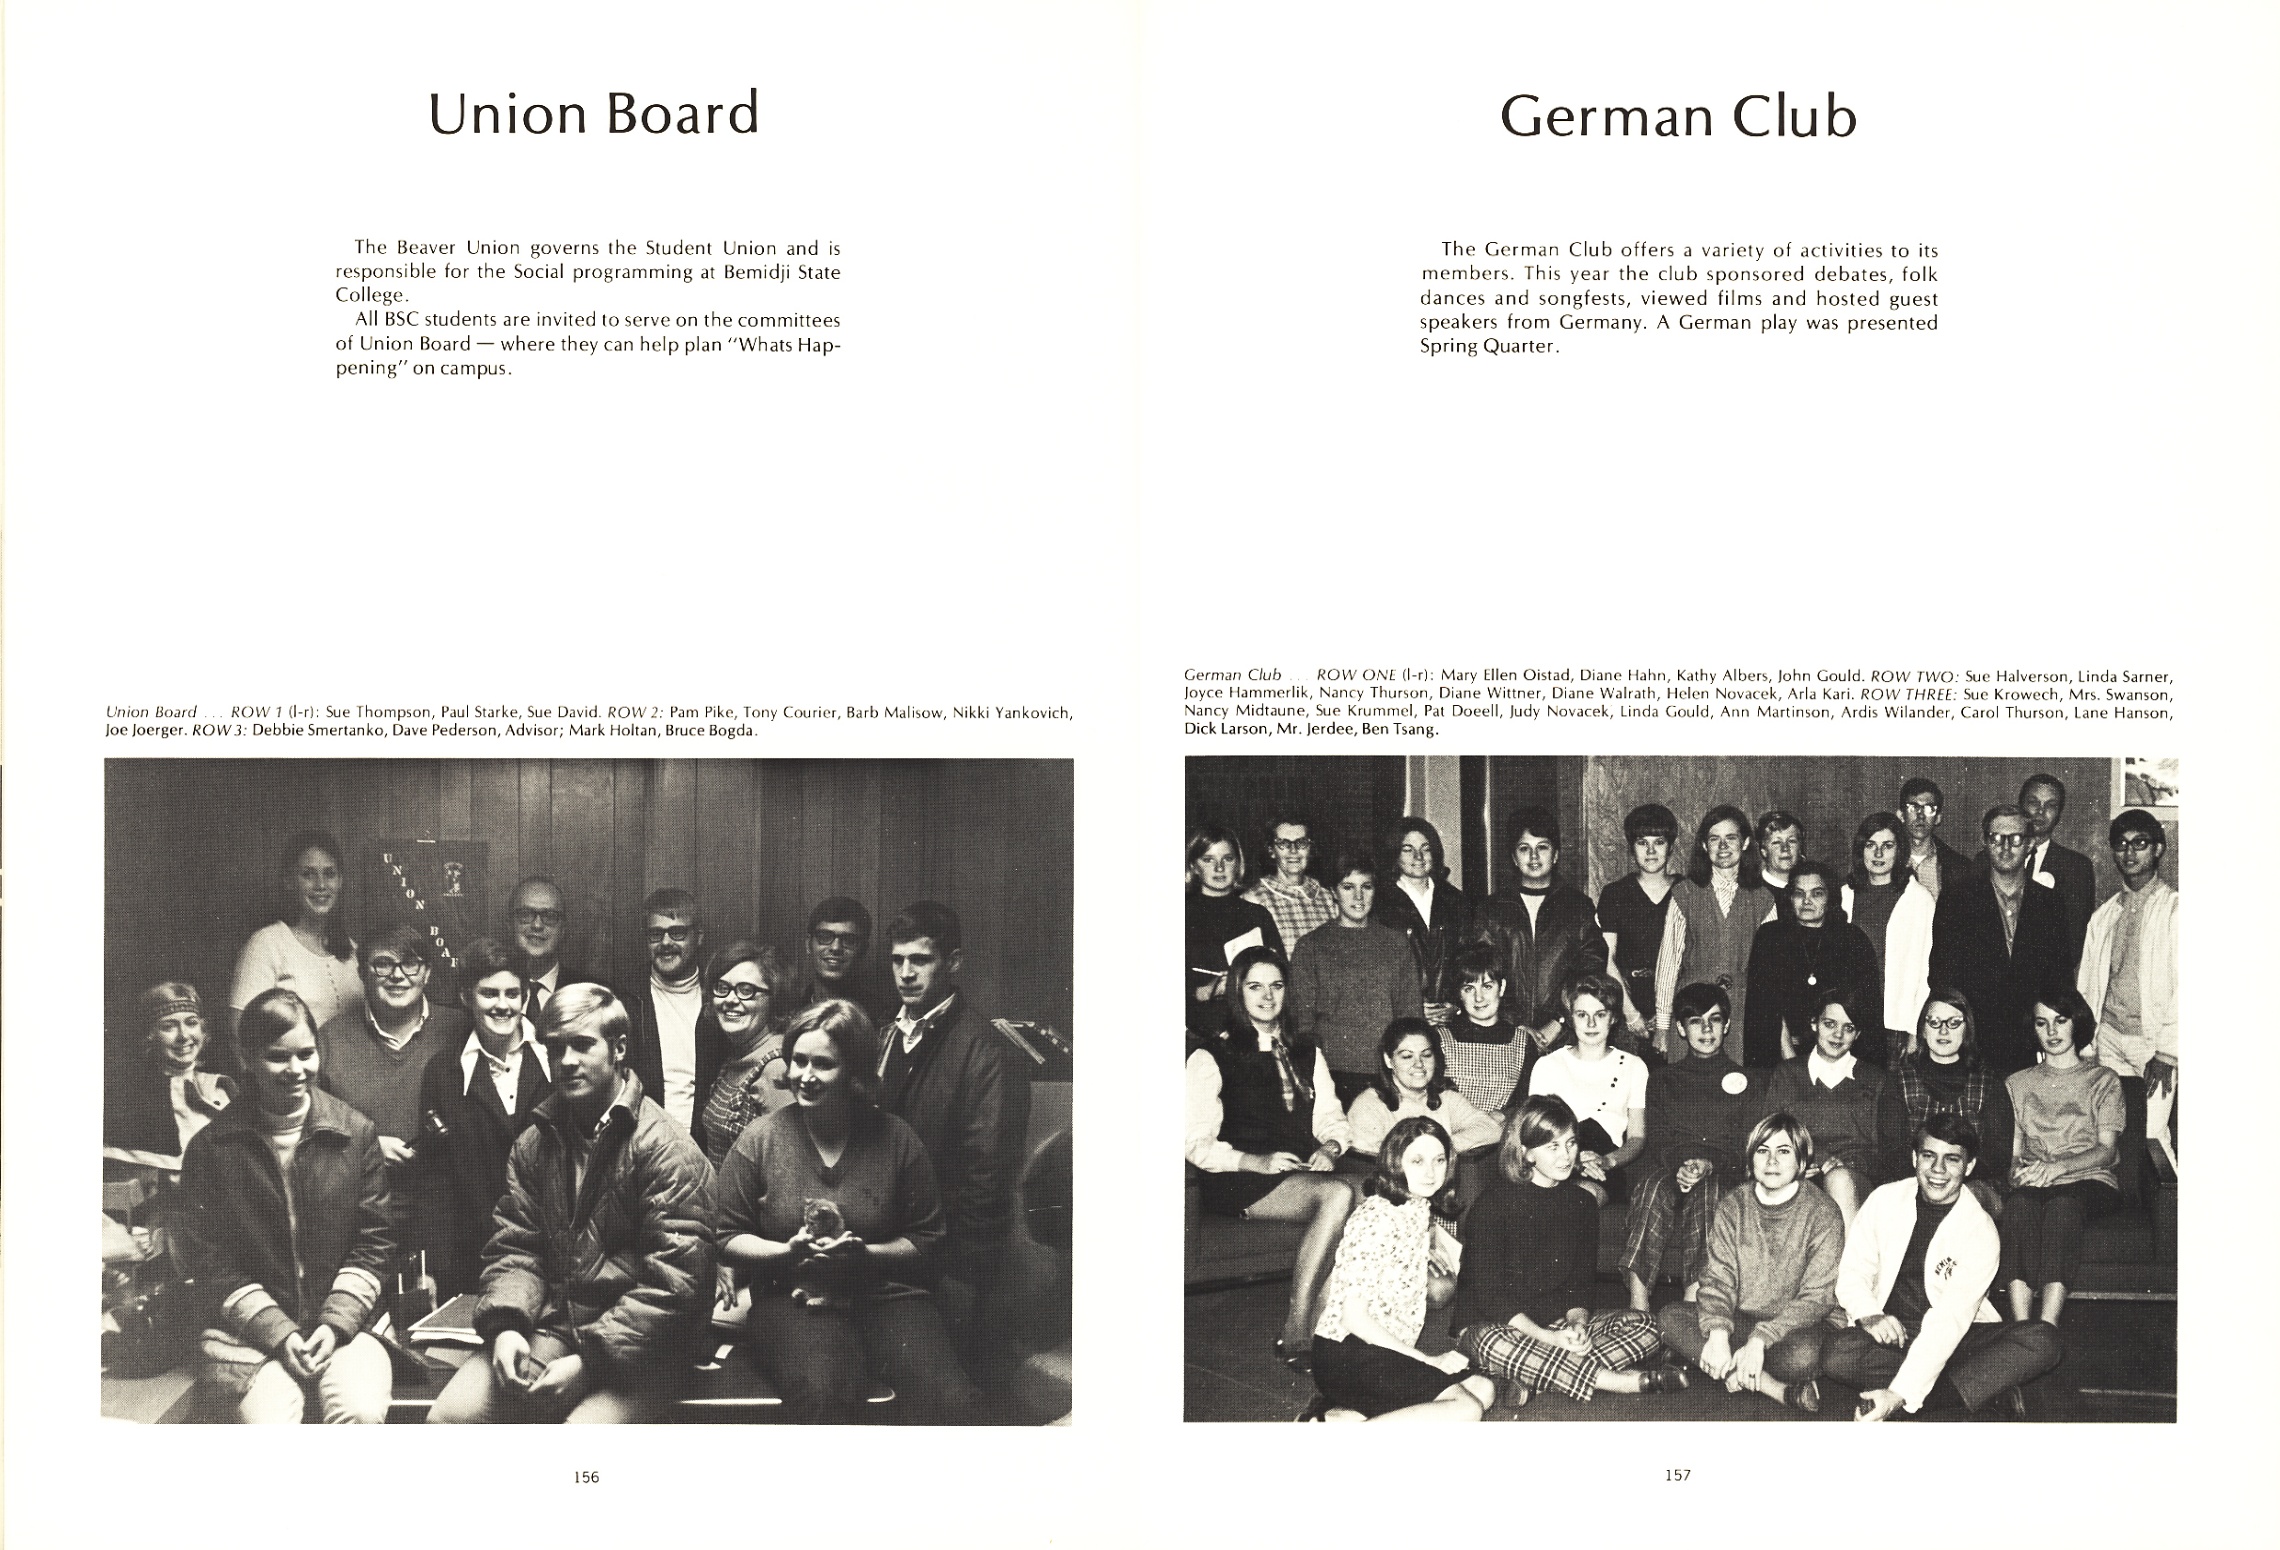 Union Board
The Beaver Union governs the Student Union and is
responsible for the Social programming at Bemidji State
College.
All BSC students are invited to serve on the committees
of Union Board — where they can help plan "Whats Hap-
pening" on campus.
Union Board ... ROW 1 (l-r): Sue Thompson, Paul Starke, Sue David. ROW 2: Pam Pike, Tony Courier, Barb Malisow, Nikki Yankovich,
Joe Joerger. ROW 3: Debbie Smertanko, Dave Pederson, Advisor; Mark Holtan, Bruce Bogda.
UNION
BOAR
156
German Club
The German Club offers a variety of activities to its
members. This year the club sponsored debates, folk
dances and songfests, viewed films and hosted guest
speakers from Germany. A German play was presented
Spring Quarter.
German Club ... ROW ONE (l-r): Mary Ellen Oistad, Diane Hahn, Kathy Albers, John Gould. ROW TWO: Sue Halverson, Linda Sarner,
Joyce Hammerlik, Nancy Thurson, Diane Wittner, Diane Walrath, Helen Novacek, Arla Kari. ROW THREE: Sue Krowech, Mrs. Swanson,
Nancy Midtaune, Sue Krummel, Pat Doeell, Judy Novacek, Linda Gould, Ann Martinson, Ardis Wilander, Carol Thurson, Lane Hanson,
Dick Larson, Mr. Jerdee, Ben Tsang.
157